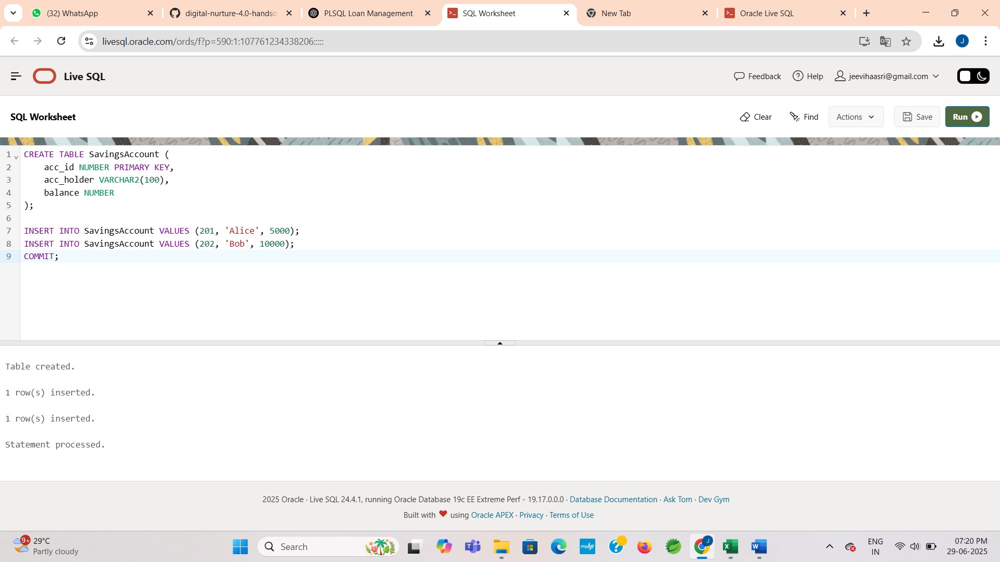 (32) WhatsApp
digital-nurture-4.0-handso
PLSQL Loan Management
SQL Worksheet
New Tab
Oracle Live SQL
livesql.oracle.com/ords/f?p=590:1:107761234338206:::::
J
Live SQL
Feedback
Help
jeevihaasri@gmail.com
SQL Worksheet
Clear
Find
Actions
Save
Run
1 CREATE TABLE SavingsAccount (
2 acc_id NUMBER PRIMARY KEY,
3 acc_holder VARCHAR2(100),
4 balance NUMBER
5 );
6
7 INSERT INTO SavingsAccount VALUES (201, 'Alice', 5000);
8 INSERT INTO SavingsAccount VALUES (202, 'Bob', 10000);
9 COMMIT;
Table created.
1 row(s) inserted.
1 row(s) inserted.
Statement processed.
2025 Oracle · Live SQL 24.4.1, running Oracle Database 19c EE Extreme Perf - 19.17.0.0.0 · Database Documentation · Ask Tom · Dev Gym
Built with ❤ using Oracle APEX · Privacy · Terms of Use
9+
29°C
Partly cloudy
Search
myhp
J
ENG
IN
07:20 PM
29-06-2025